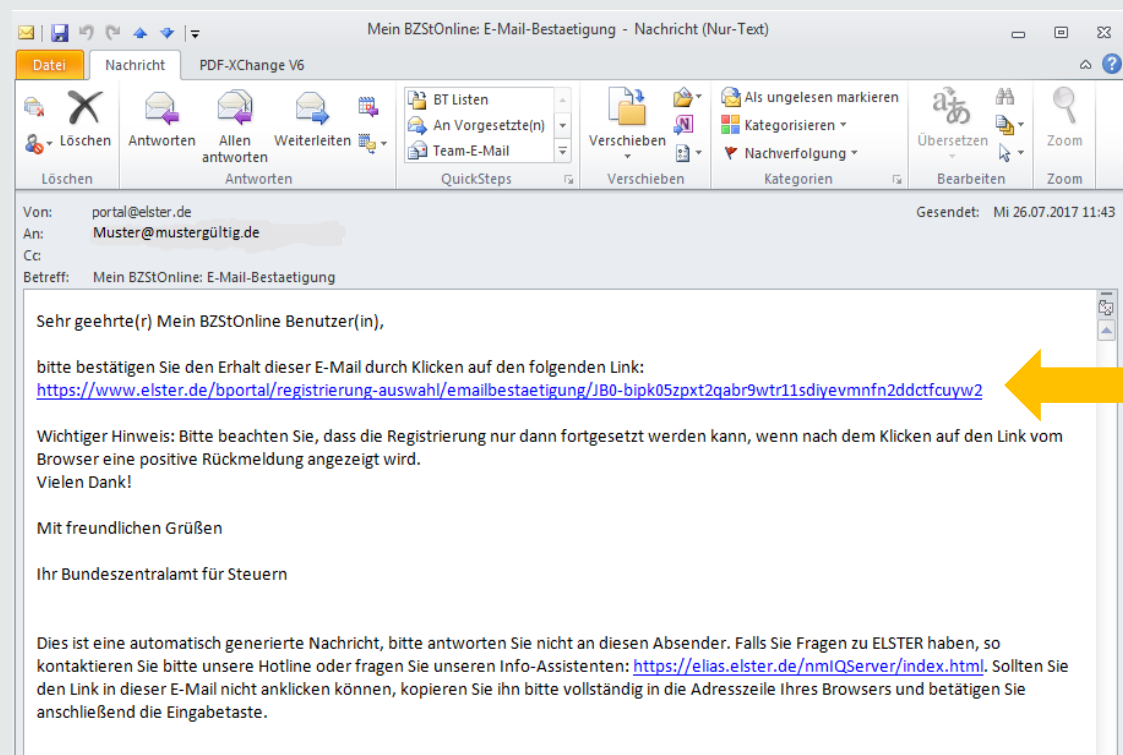 Mein BZStOnline: E-Mail-Bestaetigung - Nachricht (Nur-Text)
Datei Nachricht PDF-XChange V6
Löschen
Antworten
Allen antworten
Weiterleiten
BT Listen
An Vorgesetzte(n)
Team-E-Mail
Verschieben
Als ungelesen markieren
Kategorisieren
Nachverfolgung
Übersetzen
Zoom
Löschen Antworten QuickSteps Verschieben Kategorien Bearbeiten Zoom
Von: portal@elster.de Gesendet: Mi 26.07.2017 11:43
An: Muster@mustergültig.de
Cc:
Betreff: Mein BZStOnline: E-Mail-Bestaetigung
Sehr geehrte(r) Mein BZStOnline Benutzer(in),
bitte bestätigen Sie den Erhalt dieser E-Mail durch Klicken auf den folgenden Link:
https://www.elster.de/bportal/registrierung-auswahl/emailbestaetigung/JB0-bipk05zpxt2qabr9wtr11sdiyevmnfn2ddctfcuyw2
Wichtiger Hinweis: Bitte beachten Sie, dass die Registrierung nur dann fortgesetzt werden kann, wenn nach dem Klicken auf den Link vom
Browser eine positive Rückmeldung angezeigt wird.
Vielen Dank!
Mit freundlichen Grüßen
Ihr Bundeszentralamt für Steuern
Dies ist eine automatisch generierte Nachricht, bitte antworten Sie nicht an diesen Absender. Falls Sie Fragen zu ELSTER haben, so
kontaktieren Sie bitte unsere Hotline oder fragen Sie unseren Info-Assistenten: https://elias.elster.de/nmIQServer/index.html. Sollten Sie
den Link in dieser E-Mail nicht anklicken können, kopieren Sie ihn bitte vollständig in die Adresszeile Ihres Browsers und betätigen Sie
anschließend die Eingabetaste.